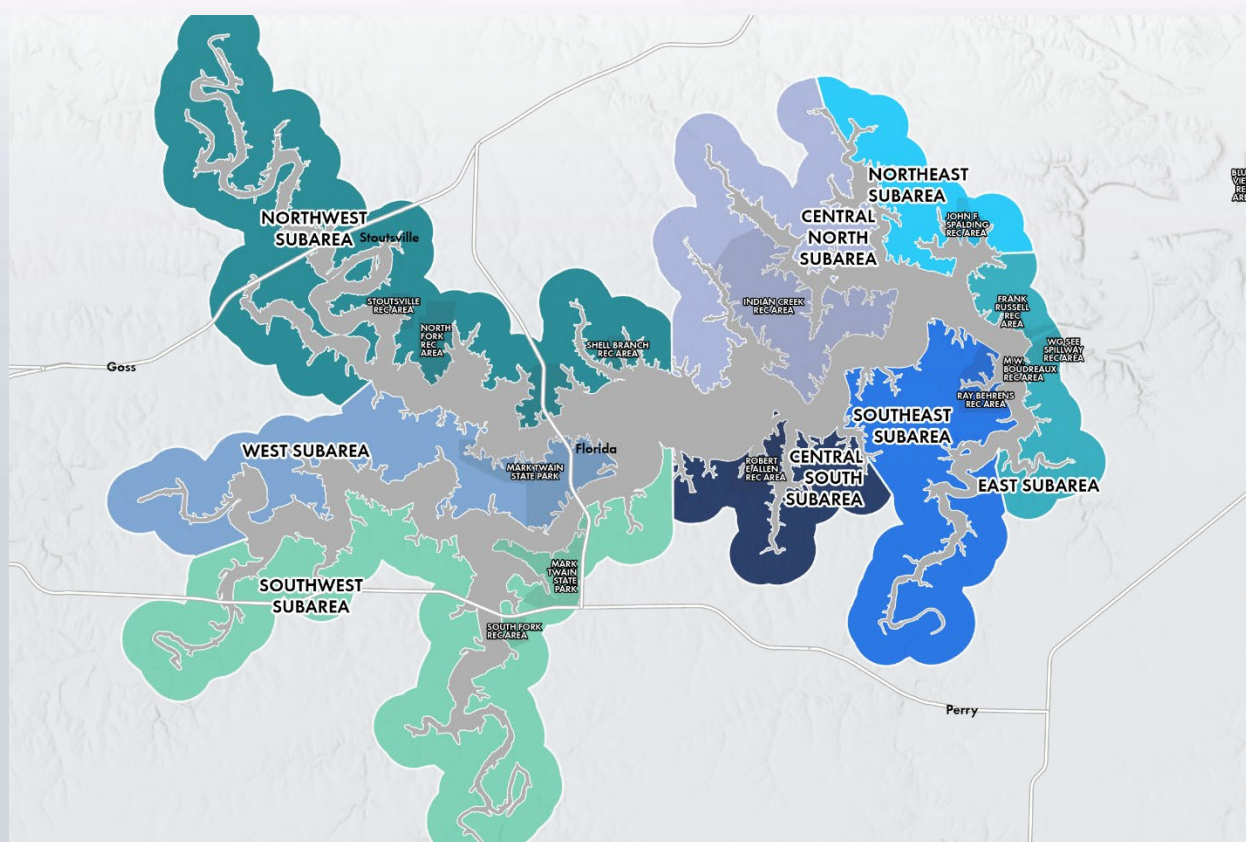 NORTHWEST
SUBAREA
Stoutsville
STOUTSVILLE
REC AREA
NORTH
FORK
REC
AREA
SHELL BRANCH
REC AREA
Goss
WEST SUBAREA
MARK TWAIN
STATE PARK
Florida
SOUTHWEST
SUBAREA
MARK
TWAIN
STATE
PARK
SOUTH FORK
REC AREA
NORTHEAST
SUBAREA
CENTRAL
NORTH
SUBAREA
JOHN F
SPALDING
REC AREA
INDIAN CREEK
REC AREA
FRANK
RUSSELL
REC
AREA
WG SEE
SPILLWAY
REC AREA
M W
BOUDREAUX
REC AREA
RAY BEHRENS
REC AREA
SOUTHEAST
SUBAREA
ROBERT
E ALLEN
REC AREA
CENTRAL
SOUTH
SUBAREA
EAST SUBAREA
Perry